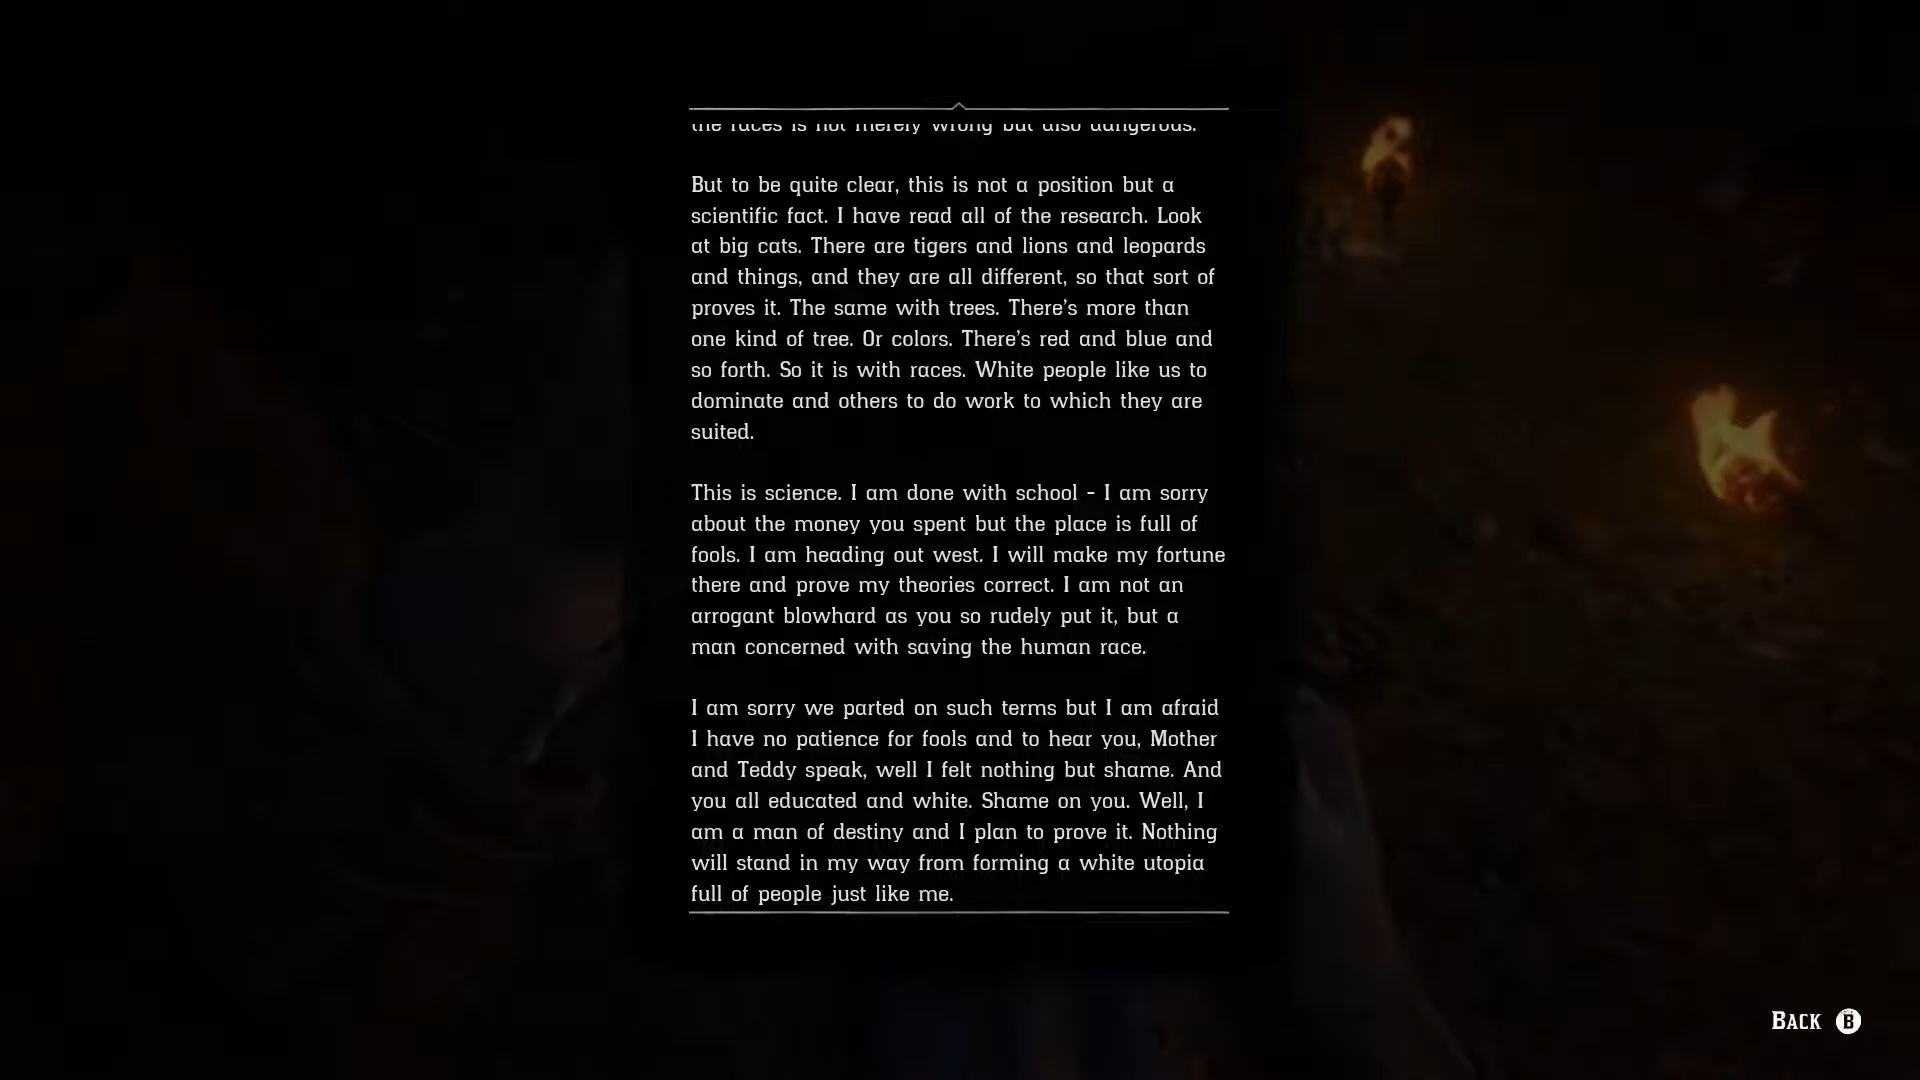 the races is not merely wrong but also dangerous.
But to be quite clear, this is not a position but a
scientific fact. I have read all of the research. Look
at big cats. There are tigers and lions and leopards
and things, and they are all different, so that sort of
proves it. The same with trees. There's more than
one kind of tree. Or colors. There's red and blue and
so forth. So it is with races. White people like us to
dominate and others to do work to which they are
suited.
This is science. I am done with school - I am sorry
about the money you spent but the place is full of
fools. I am heading out west. I will make my fortune
there and prove my theories correct. I am not an
arrogant blowhard as you so rudely put it, but a
man concerned with saving the human race.
I am sorry we parted on such terms but I am afraid
I have no patience for fools and to hear you, Mother
and Teddy speak, well I felt nothing but shame. And
you all educated and white. Shame on you. Well, I
am a man of destiny and I plan to prove it. Nothing
will stand in my way from forming a white utopia
full of people just like me.
BACK B